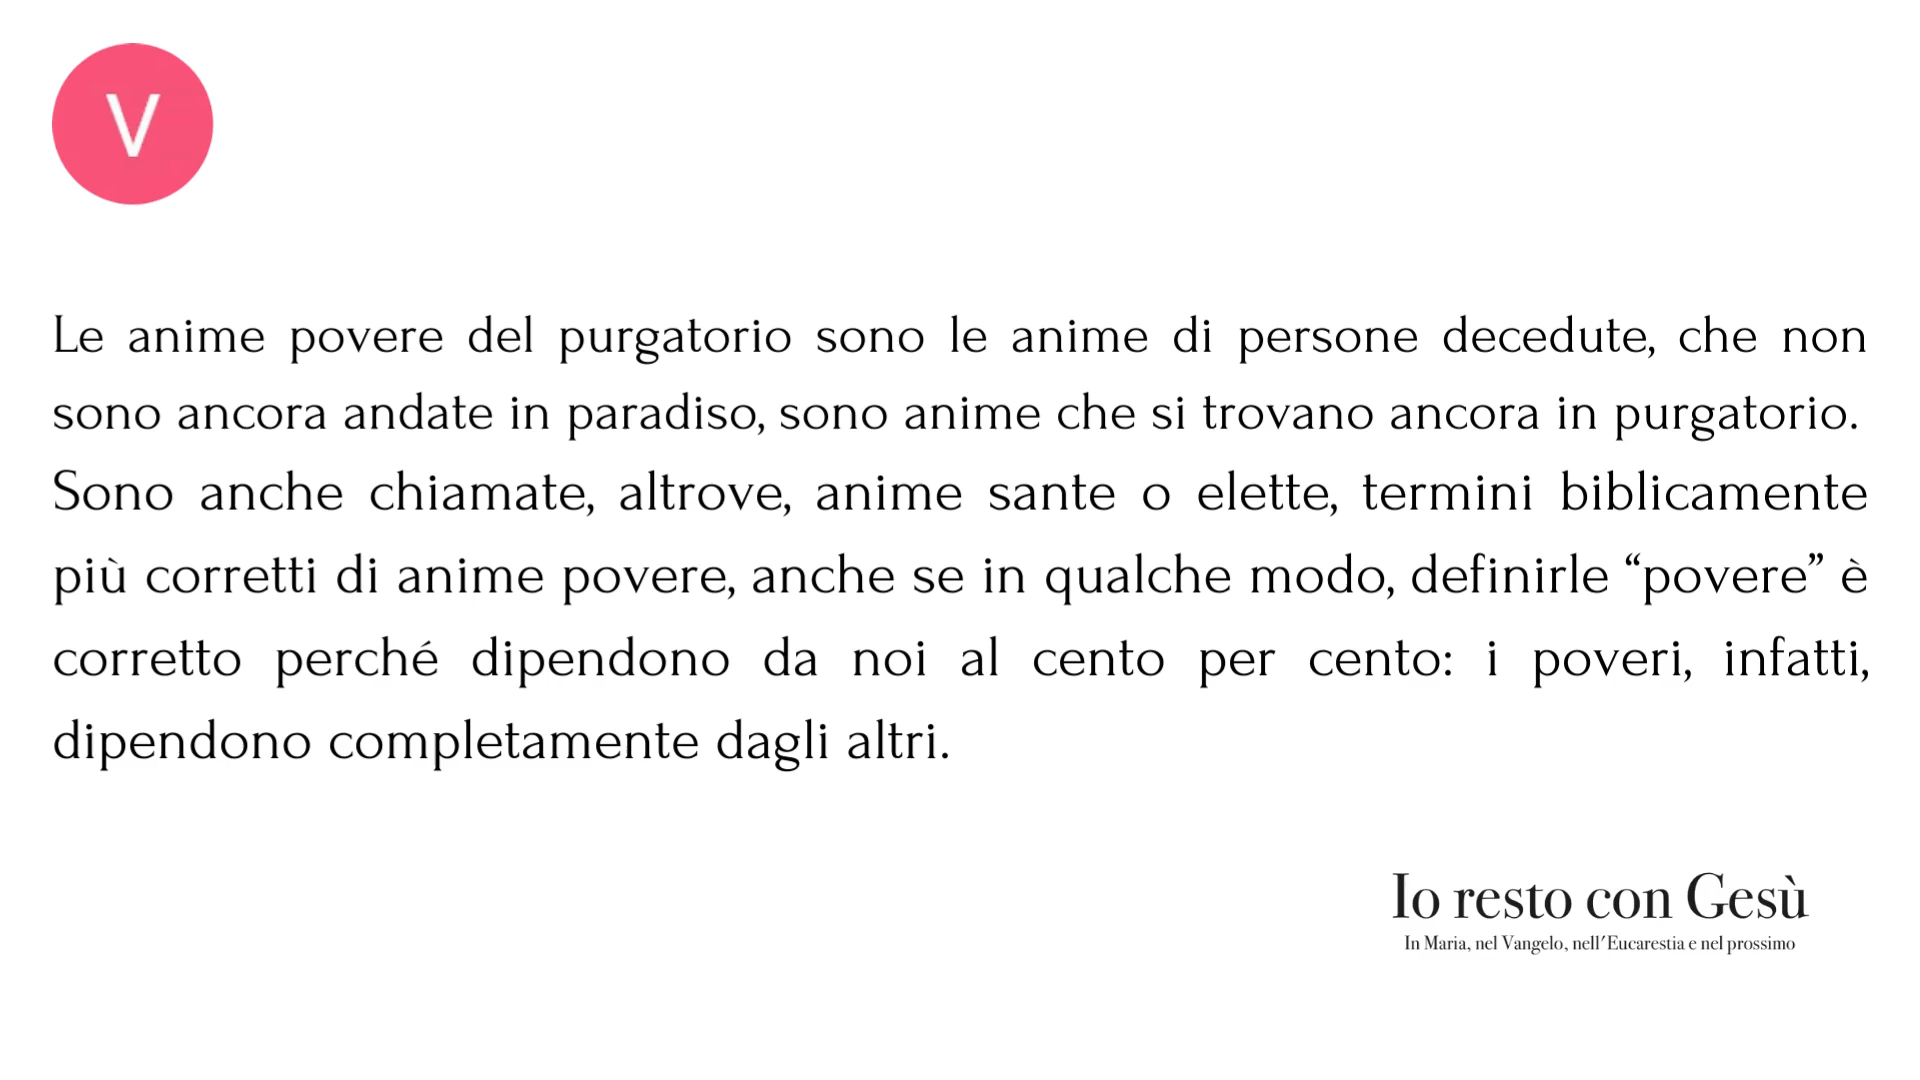 V
Le anime povere del purgatorio sono le anime di persone decedute, che non
sono ancora andate in paradiso, sono anime che si trovano ancora in purgatorio.
Sono anche chiamate, altrove, anime sante o elette, termini biblicamente
più corretti di anime povere, anche se in qualche modo, definirle “povere” è
corretto perché dipendono da noi al cento per cento: i poveri, infatti,
dipendono completamente dagli altri.
Io resto con Gesù
In Maria, nel Vangelo, nell'Eucarestia e nel prossimo